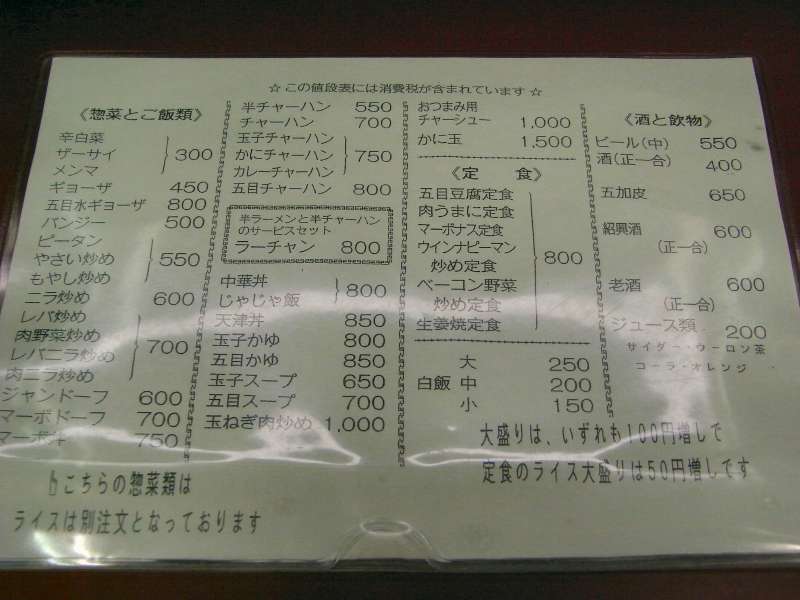 ☆ この値段表には消費税が含まれています ☆
《惣菜とご飯類》
辛白菜
ザーサイ 300
メンマ
ギョーザ 450
五目水ギョーザ 800
バンジー 500
ピータン
やさい炒め 550
もやし炒め
ニラ炒め 600
レバ炒め
肉野菜炒め 700
レバニラ炒め
肉ニラ炒め
ジャンドーフ 600
マーボドーフ 700
マーボ丼 750
半チャーハン 550
チャーハン 700
玉子チャーハン
かにチャーハン 750
カレーチャーハン
五目チャーハン 800
半ラーメンと半チャーハン
のサービスセット
ラーチャン 800
中華丼 800
じゃじゃ飯
天津丼 850
玉子かゆ 800
五目かゆ 850
玉子スープ 650
五目スープ 700
玉ねぎ肉炒め 1,000
おつまみ用
チャーシュー 1,000
かに玉 1,500
《定 食》
五目豆腐定食
肉うまに定食
マーボナス定食
ウインナピーマン
炒め定食 800
ベーコン野菜
炒め定食
生姜焼定食
大 250
白飯 中 200
小 150
《酒と飲物》
ビール(中) 550
酒(正一合) 400
五加皮 650
紹興酒 600
(正一合)
老酒 600
(正一合)
ジュース類 200
サイダー・ウーロン茶
コーラ・オレンジ
大盛りは、いずれも100円増しで
定食のライス大盛りは50円増しです
こちらの惣菜類は
ライスは別注文となっております